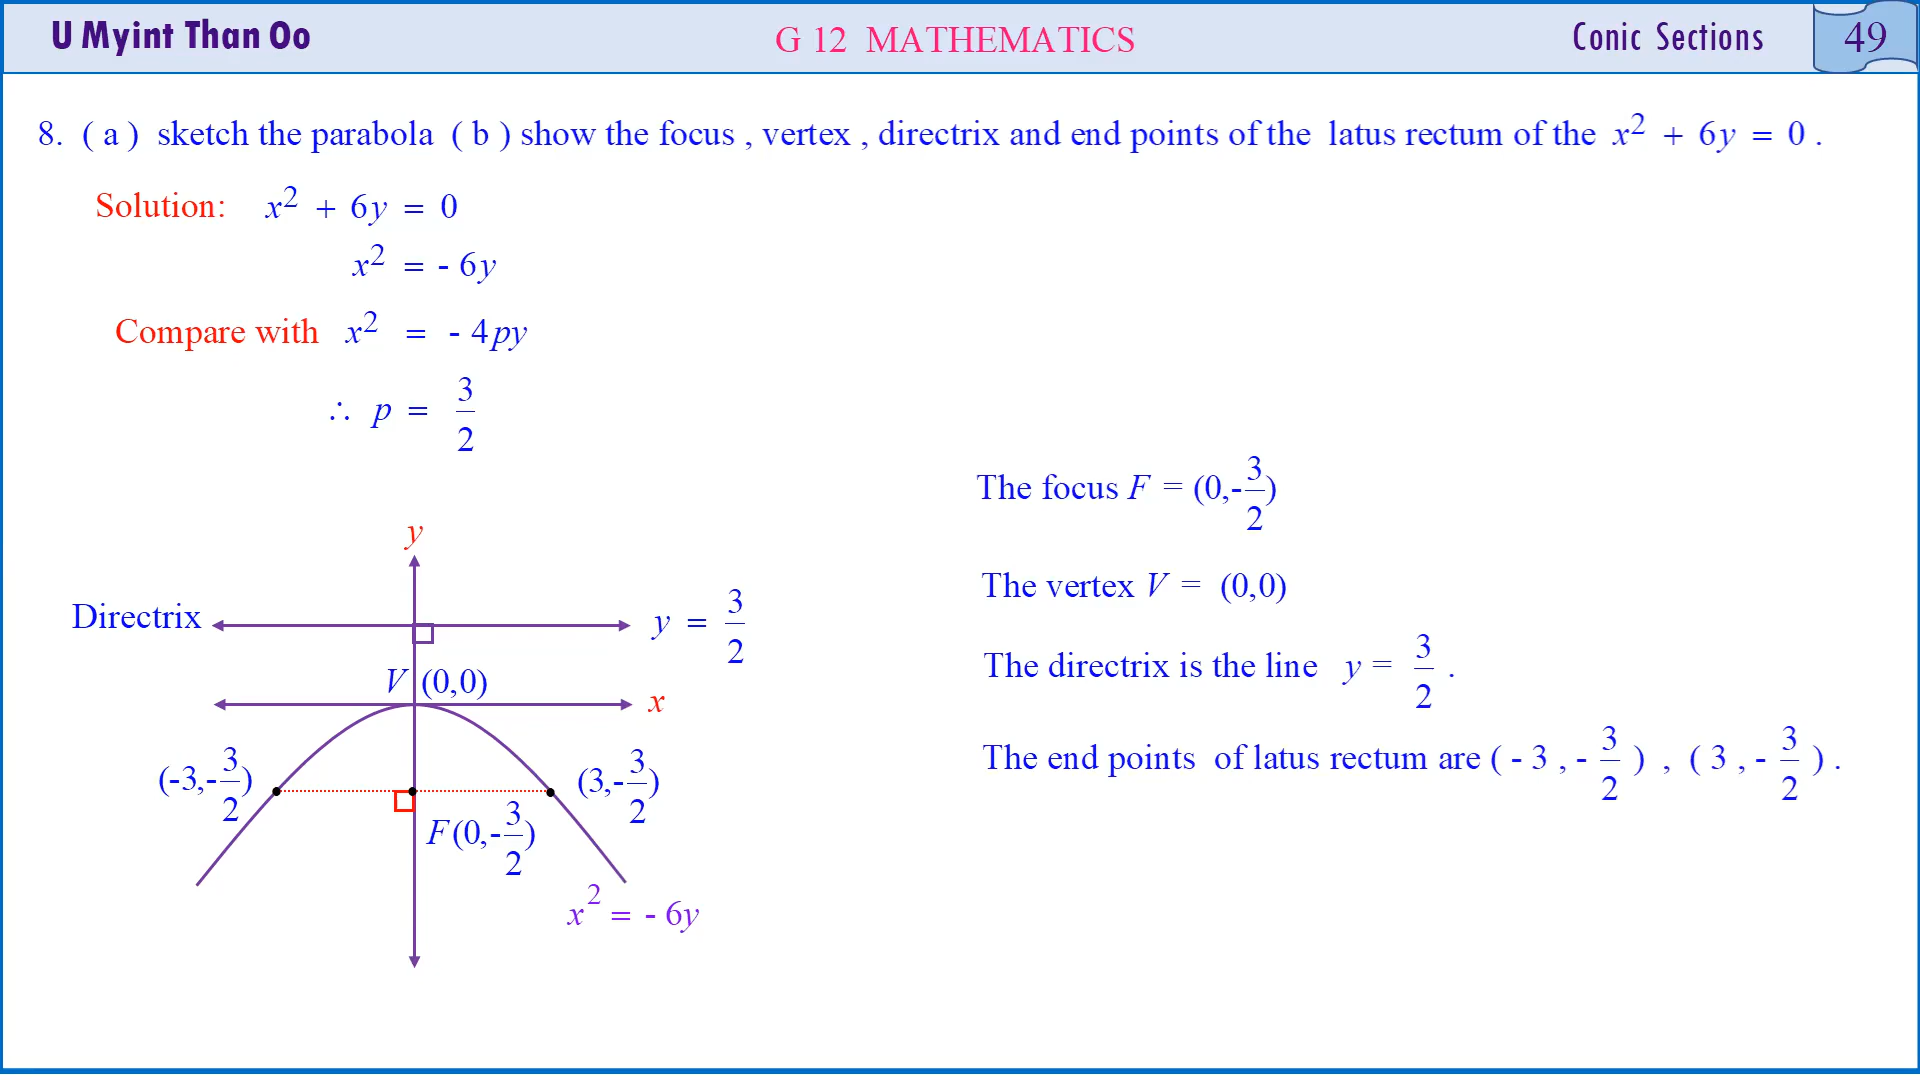 U Myint Than Oo
G 12 MATHEMATICS
Conic Sections
49
8. ( a ) sketch the parabola ( b ) show the focus , vertex , directrix and end points of the latus rectum of the x² + 6y = 0 .
Solution: x² + 6y = 0
x² = - 6y
Compare with x² = - 4py
∴ p = 3/2
y
Directrix
y = 3/2
V (0,0)
x
(-3,-3/2)
(3,-3/2)
F(0,-3/2)
x² = - 6y
The focus F = (0,-3/2)
The vertex V = (0,0)
The directrix is the line y = 3/2 .
The end points of latus rectum are ( - 3 , - 3/2 ) , ( 3 , - 3/2 ) .